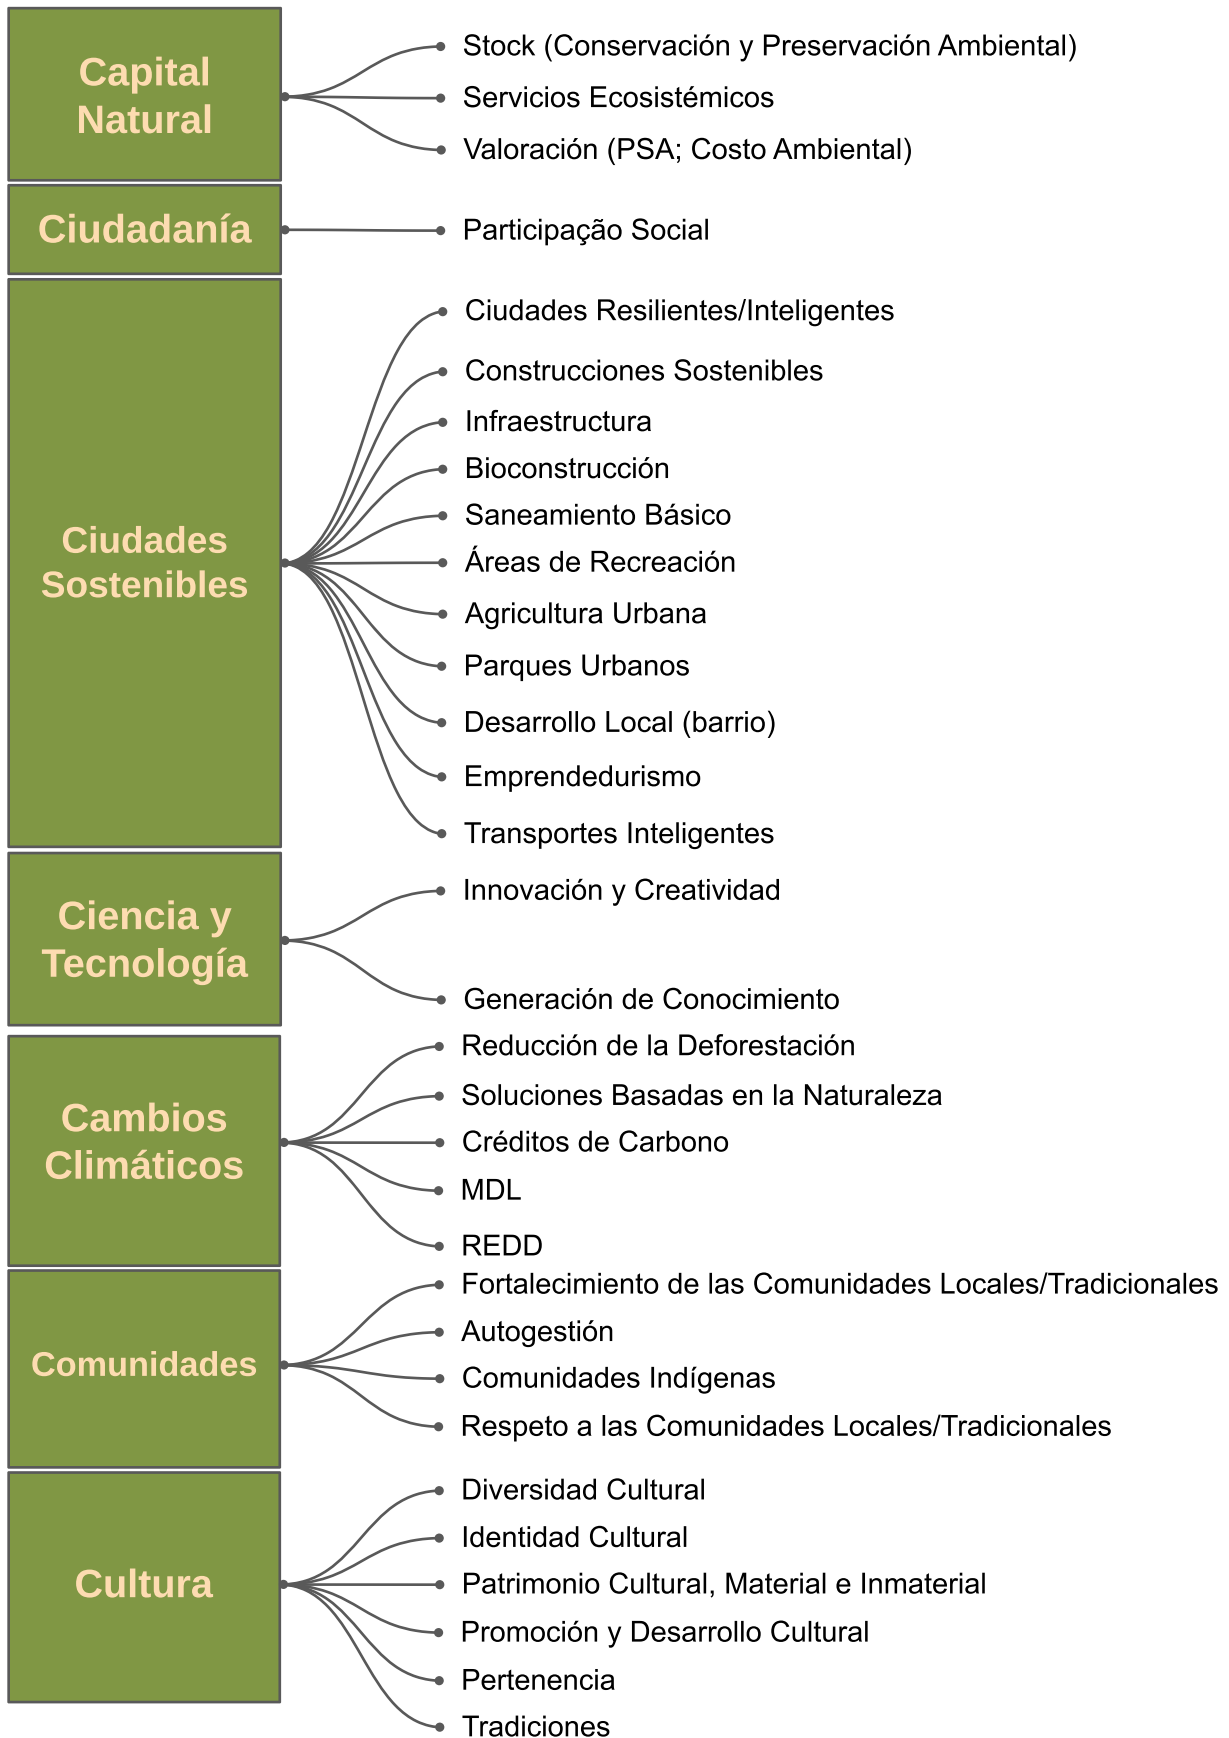 Capital
Natural
Stock (Conservación y Preservación Ambiental)
Servicios Ecosistémicos
Valoración (PSA; Costo Ambiental)
Ciudadanía
Participação Social
Ciudades
Sostenibles
Ciudades Resilientes/Inteligentes
Construcciones Sostenibles
Infraestructura
Bioconstrucción
Saneamiento Básico
Áreas de Recreación
Agricultura Urbana
Parques Urbanos
Desarrollo Local (barrio)
Emprendedurismo
Transportes Inteligentes
Ciencia y
Tecnología
Innovación y Creatividad
Generación de Conocimiento
Cambios
Climáticos
Reducción de la Deforestación
Soluciones Basadas en la Naturaleza
Créditos de Carbono
MDL
REDD
Comunidades
Fortalecimiento de las Comunidades Locales/Tradicionales
Autogestión
Comunidades Indígenas
Respeto a las Comunidades Locales/Tradicionales
Cultura
Diversidad Cultural
Identidad Cultural
Patrimonio Cultural, Material e Inmaterial
Promoción y Desarrollo Cultural
Pertenencia
Tradiciones